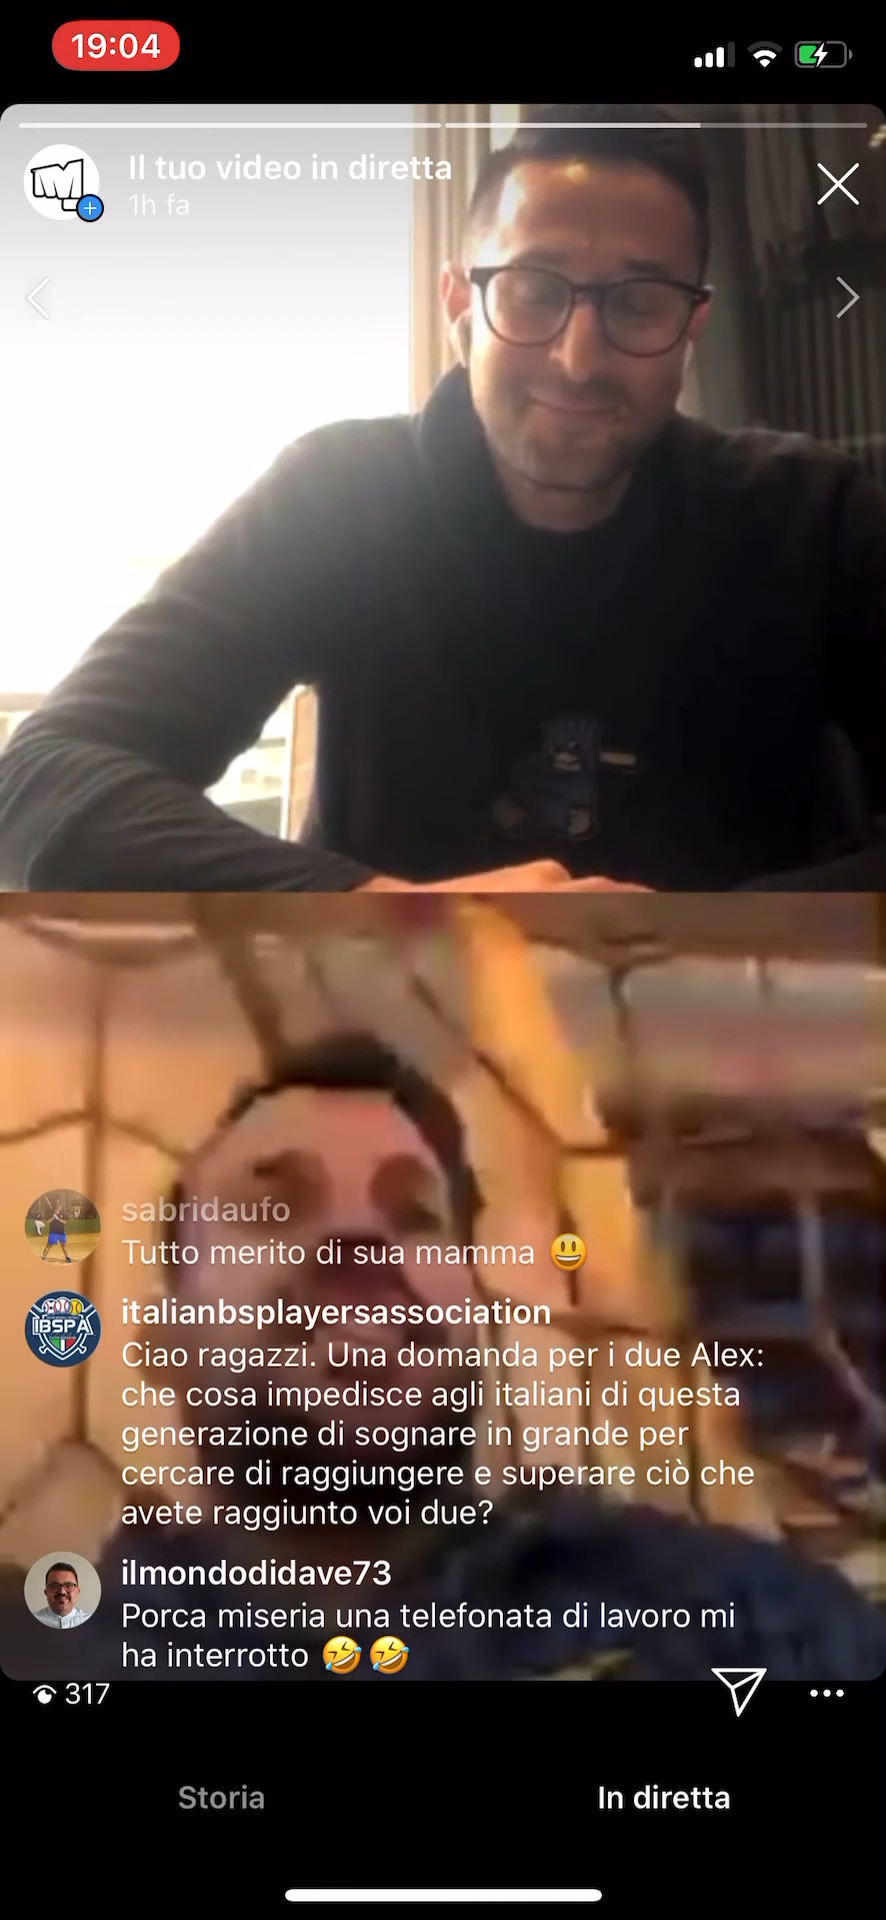 19:04
Il tuo video in diretta
1h fa
sabridaufo
Tutto merito di sua mamma 😃
IBSPA
italianbsplayersassociation
Ciao ragazzi. Una domanda per i due Alex:
che cosa impedisce agli italiani di questa
generazione di sognare in grande per
cercare di raggiungere e superare ciò che
avete raggiunto voi due?
ilmondodidave73
Porca miseria una telefonata di lavoro mi
ha interrotto 🤣🤣
317
Storia
In diretta